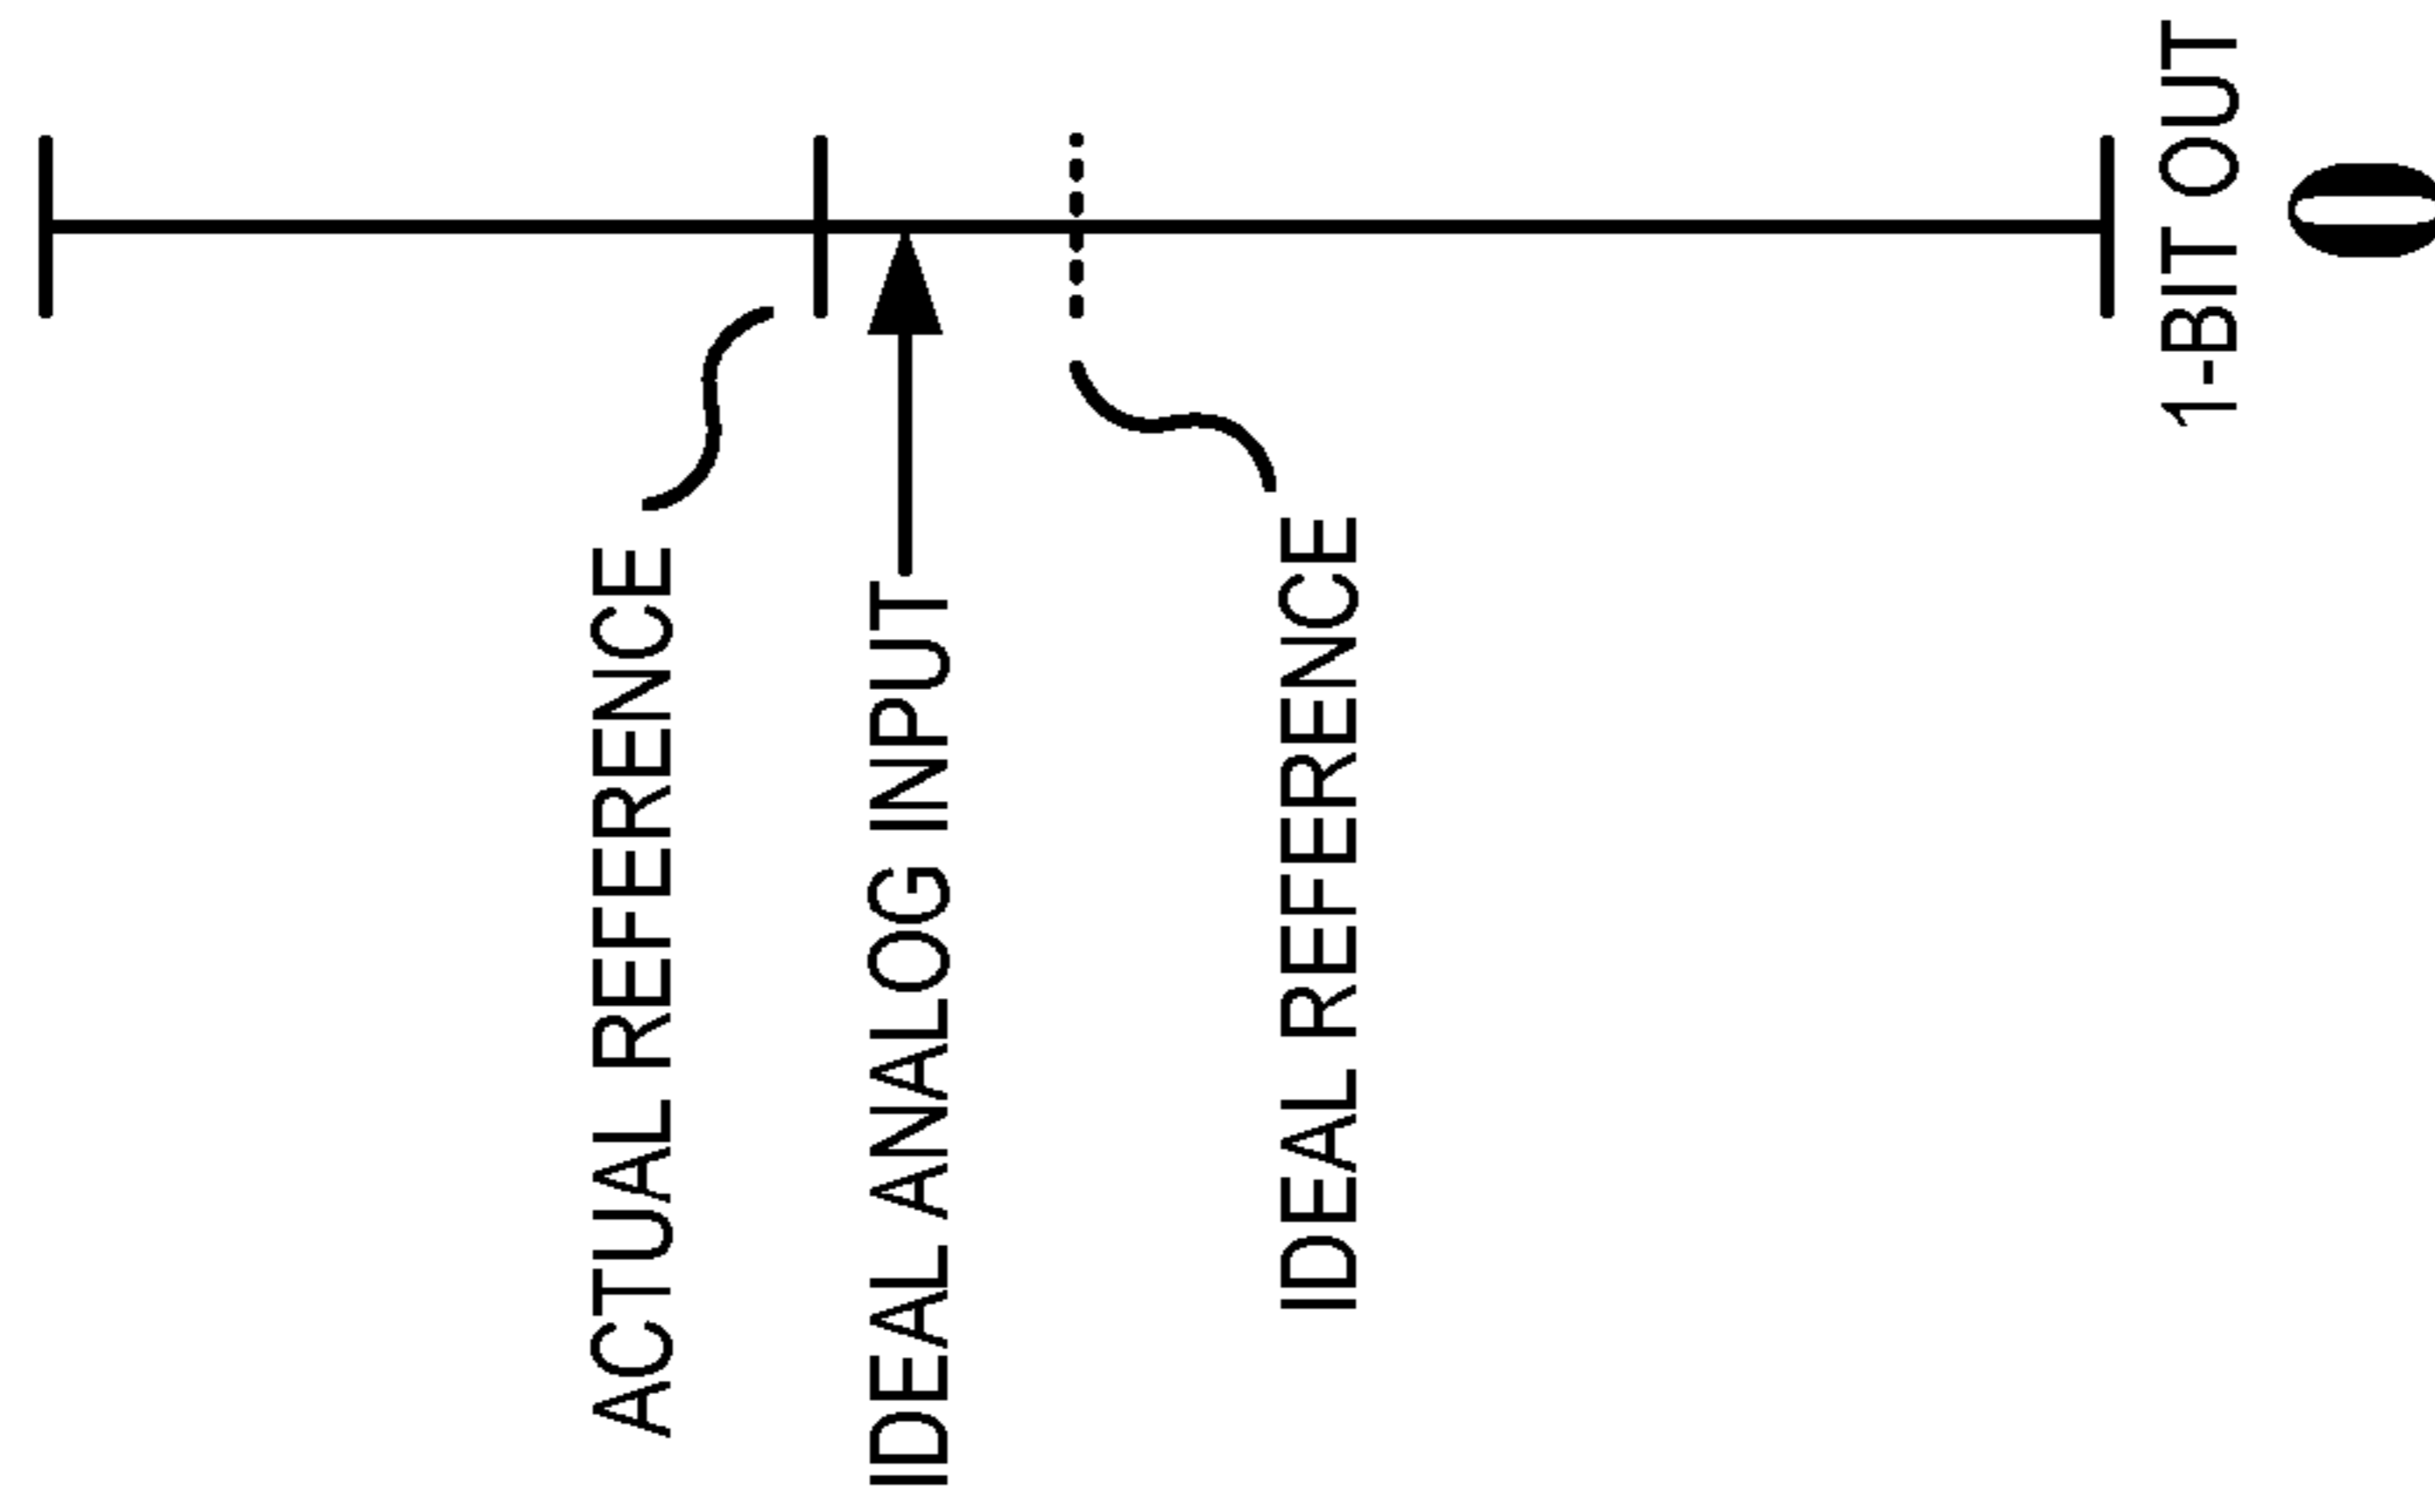 ACTUAL REFERENCE
IDEAL ANALOG INPUT
IDEAL REFERENCE
1-BIT OUT
0